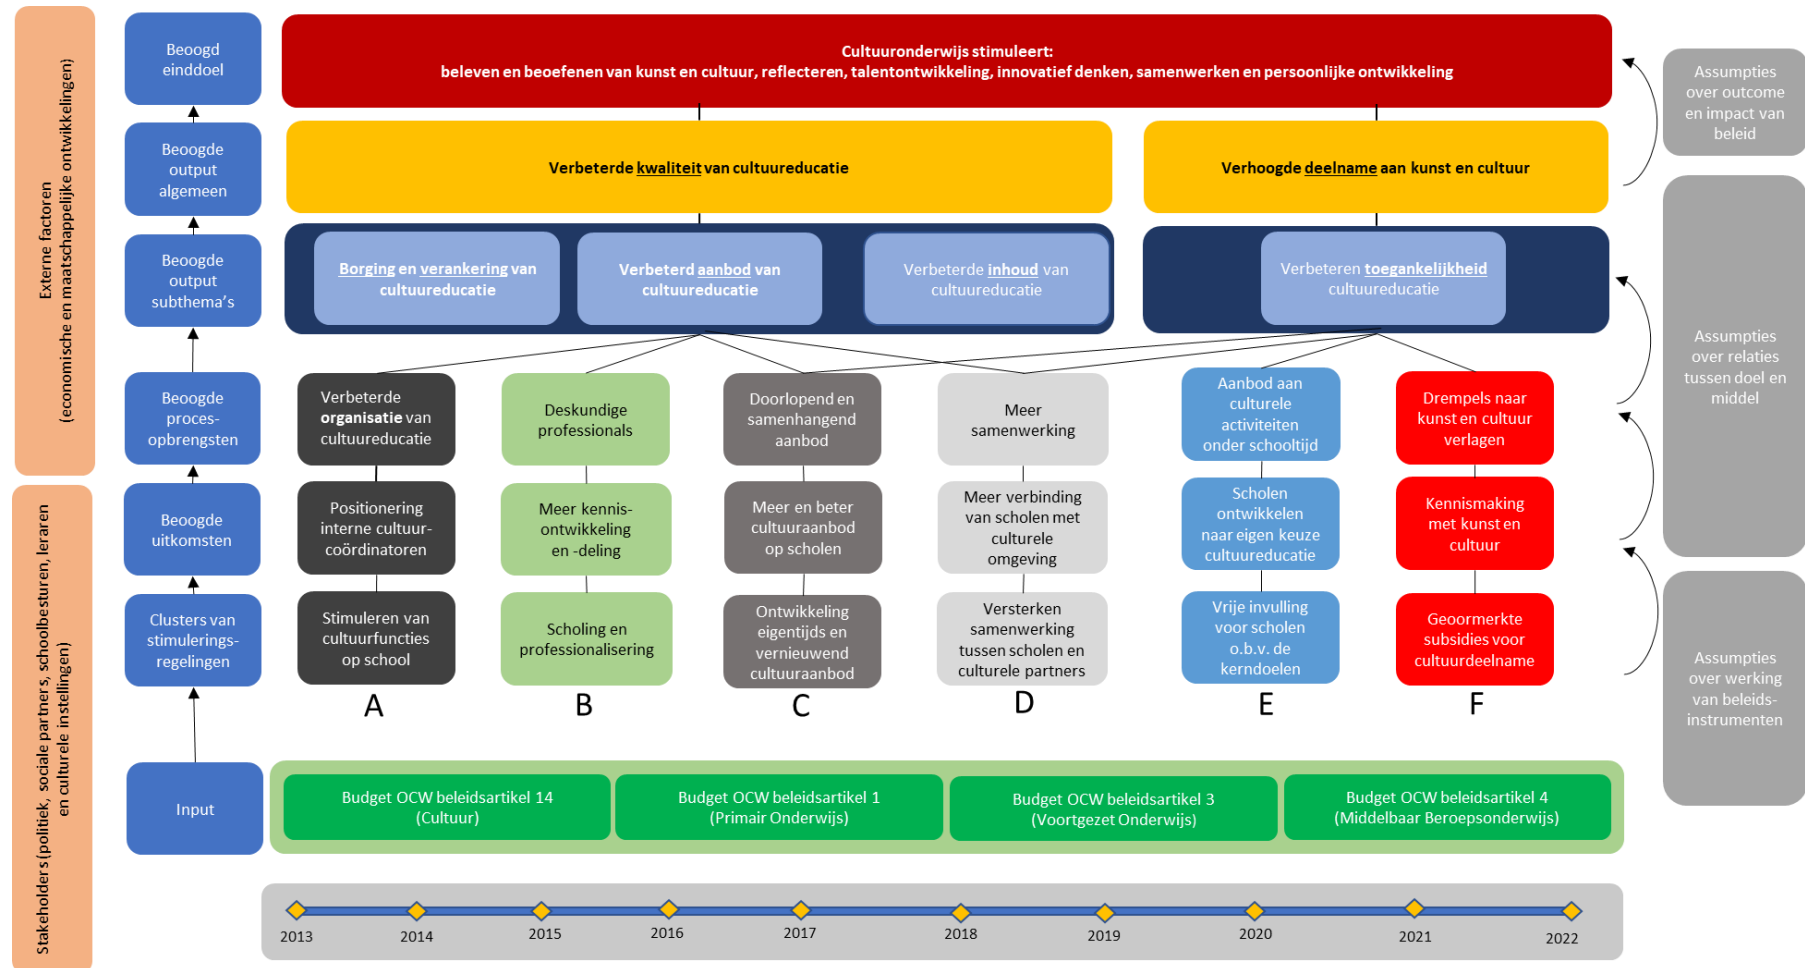 Externe factoren
(economische en maatschappelijke ontwikkelingen)
Stakeholders (politiek, sociale partners, schoolbesturen, leraren
en culturele instellingen)
Beoogd
einddoel
Cultuuronderwijs stimuleert:
beleven en beoefenen van kunst en cultuur, reflecteren, talentontwikkeling, innovatief denken, samenwerken en persoonlijke ontwikkeling
Assumpties
over outcome
en impact van
beleid
Beoogde
output
algemeen
Verbeterde kwaliteit van cultuureducatie
Verhoogde deelname aan kunst en cultuur
Beoogde
output
subthema's
Borging en verankering van
cultuureducatie
Verbeterd aanbod van
cultuureducatie
Verbeterde inhoud van
cultuureducatie
Verbeteren toegankelijkheid
cultuureducatie
Assumpties
over relaties
tussen doel en
middel
Beoogde
proces-
opbrengsten
Verbeterde
organisatie van
cultuureducatie
Deskundige
professionals
Doorlopend en
samenhangend
aanbod
Meer
samenwerking
Aanbod aan
culturele
activiteiten
onder schooltijd
Drempels naar
kunst en cultuur
verlagen
Beoogde
uitkomsten
Positionering
interne cultuur-
coördinatoren
Meer kennis-
ontwikkeling
en -deling
Meer en beter
cultuuraanbod
op scholen
Meer verbinding
van scholen met
culturele
omgeving
Scholen
ontwikkelen
naar eigen keuze
cultuureducatie
Kennismaking
met kunst en
cultuur
Clusters van
stimulerings-
regelingen
Stimuleren van
cultuurfuncties
op school
Scholing en
professionalisering
Ontwikkeling
eigentijds en
vernieuwend
cultuuraanbod
Versterken
samenwerking
tussen scholen en
culturele partners
Vrije invulling
voor scholen
o.b.v. de
kerndoelen
Geoormerkte
subsidies voor
cultuurdeelname
Assumpties
over werking
van beleids-
instrumenten
A
B
C
D
E
F
Input
Budget OCW beleidsartikel 14
(Cultuur)
Budget OCW beleidsartikel 1
(Primair Onderwijs)
Budget OCW beleidsartikel 3
(Voortgezet Onderwijs)
Budget OCW beleidsartikel 4
(Middelbaar Beroepsonderwijs)
2013
2014
2015
2016
2017
2018
2019
2020
2021
2022